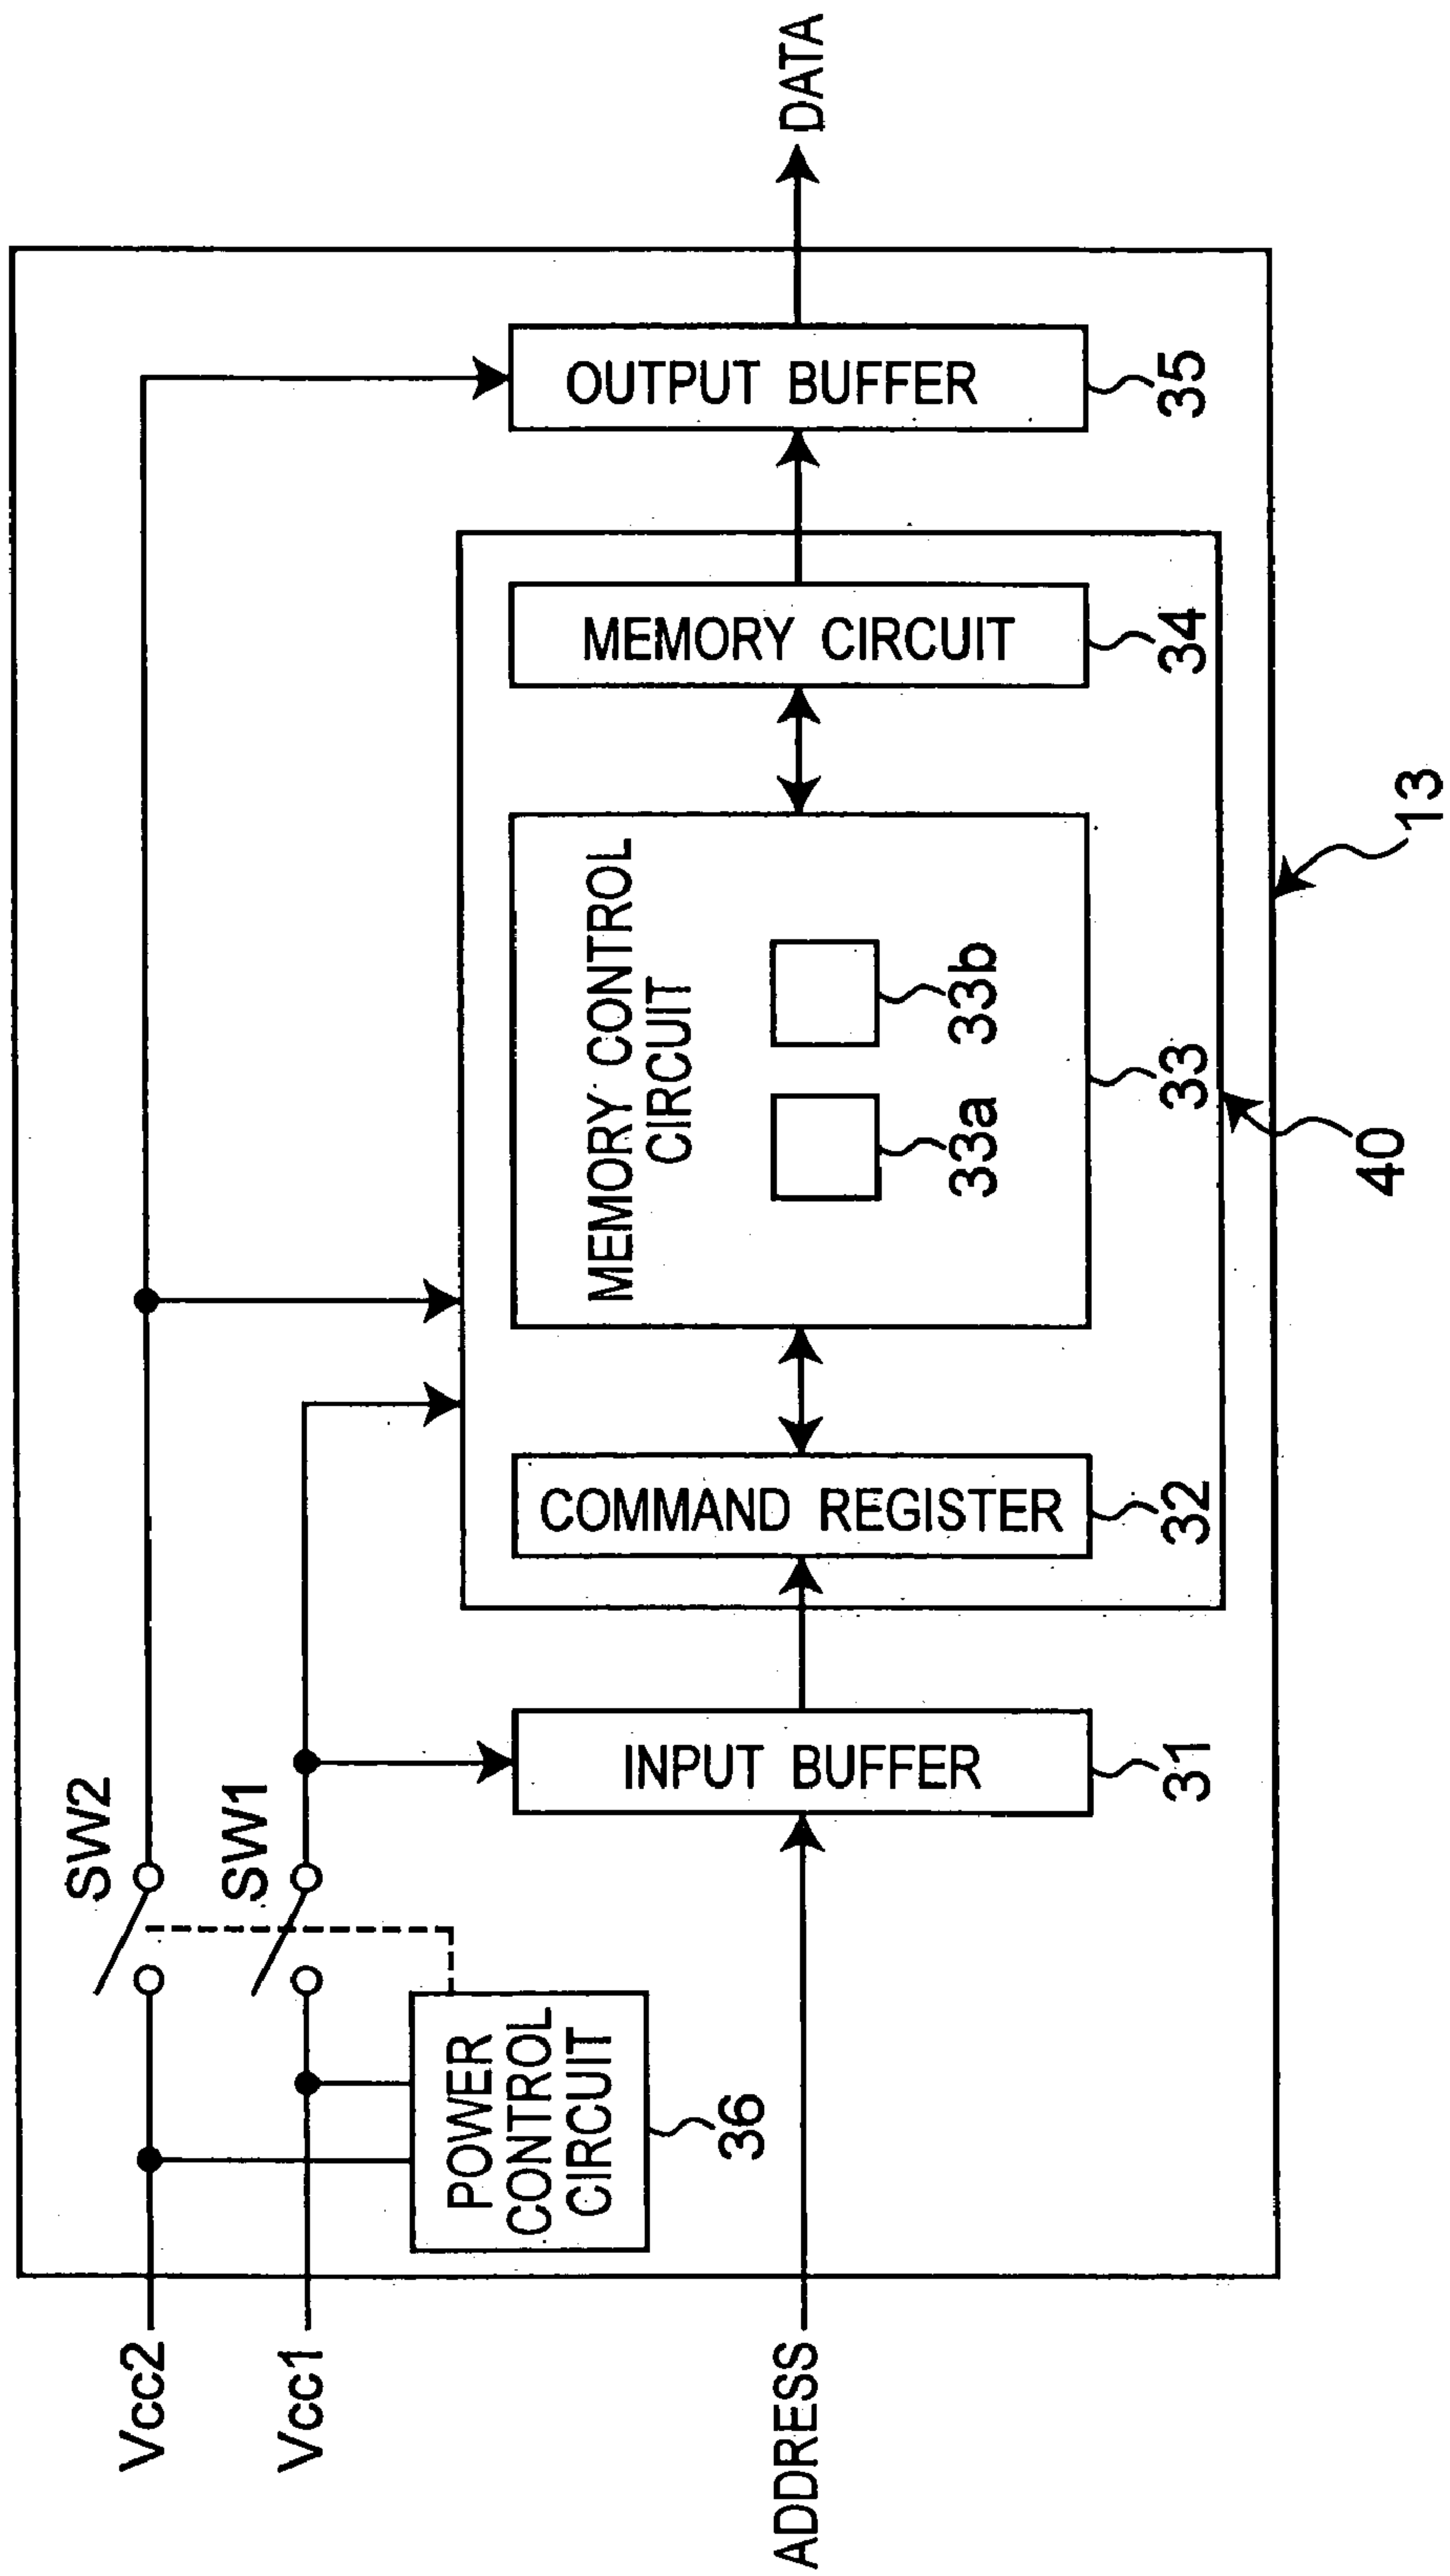 Vcc2
Vcc1
ADDRESS
SW2
SW1
POWER
CONTROL
CIRCUIT
36
INPUT BUFFER
31
COMMAND REGISTER
32
MEMORY CONTROL
CIRCUIT
33a
33b
33
MEMORY CIRCUIT
34
40
OUTPUT BUFFER
35
13
DATA